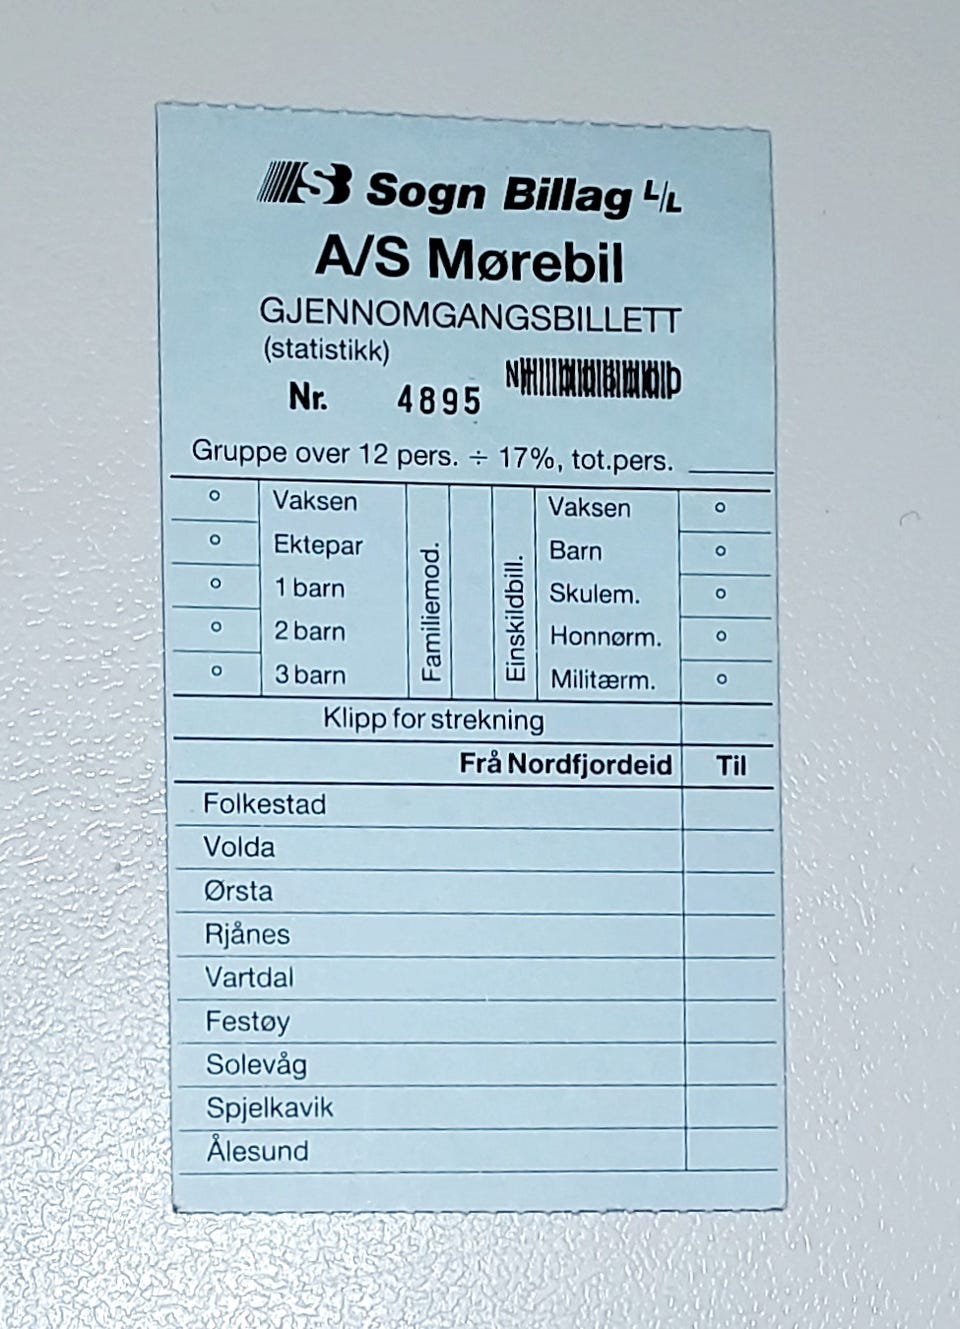 SB Sogn Billag L/L
A/S Mørebil
GJENNOMGANGSBILLETT
(statistikk)
Nr. 4895
Gruppe over 12 pers. ÷ 17%, tot.pers. ____
Vaksen
Ektepar
1 barn
2 barn
3 barn
Familiemod.
Einskildbill.
Vaksen
Barn
Skulem.
Honnørm.
Militærm.
Klipp for strekning
Frå Nordfjordeid Til
Folkestad
Volda
Ørsta
Rjånes
Vartdal
Festøy
Solevåg
Spjelkavik
Ålesund